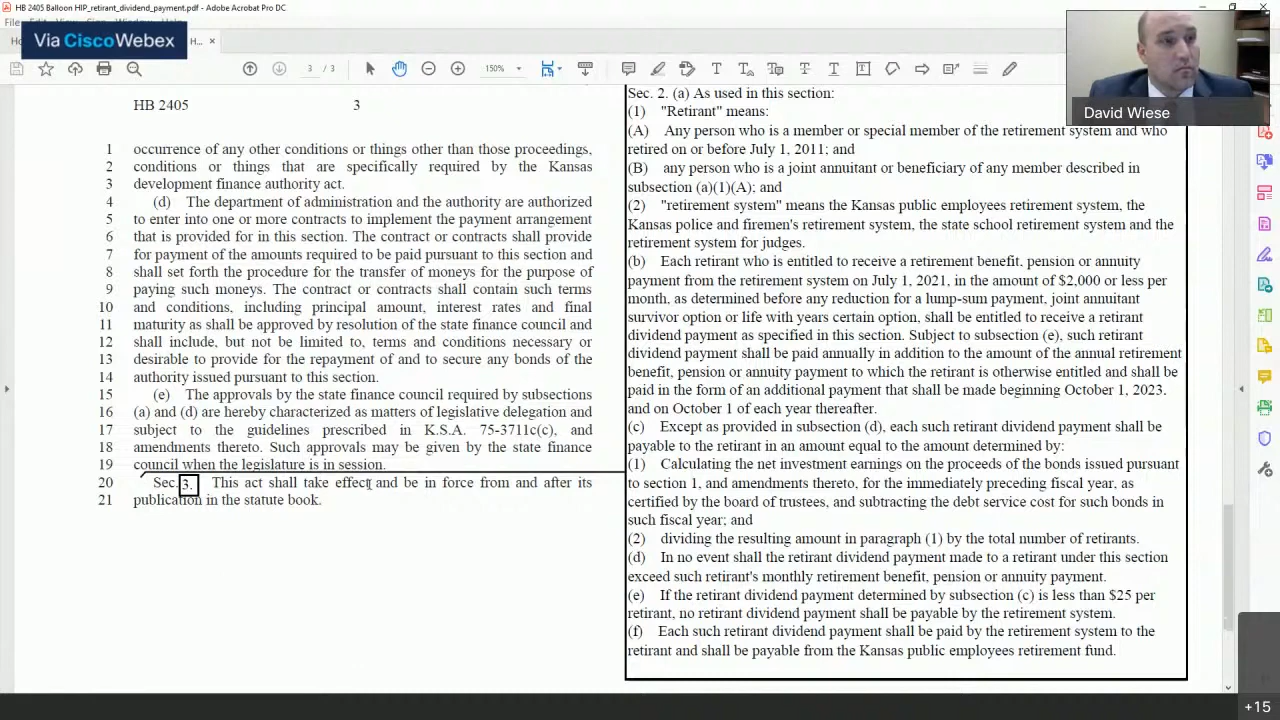 HB 2405 Balloon HIP_retirant_dividend_payment.pdf - Adobe Acrobat Pro DC
Via Cisco Webex
H...
3 / 3
150%
David Wiese
HB 2405
3
1 occurrence of any other conditions or things other than those proceedings,
2 conditions or things that are specifically required by the Kansas
3 development finance authority act.
4 (d) The department of administration and the authority are authorized
5 to enter into one or more contracts to implement the payment arrangement
6 that is provided for in this section. The contract or contracts shall provide
7 for payment of the amounts required to be paid pursuant to this section and
8 shall set forth the procedure for the transfer of moneys for the purpose of
9 paying such moneys. The contract or contracts shall contain such terms
10 and conditions, including principal amount, interest rates and final
11 maturity as shall be approved by resolution of the state finance council and
12 shall include, but not be limited to, terms and conditions necessary or
13 desirable to provide for the repayment of and to secure any bonds of the
14 authority issued pursuant to this section.
15 (e) The approvals by the state finance council required by subsections
16 (a) and (d) are hereby characterized as matters of legislative delegation and
17 subject to the guidelines prescribed in K.S.A. 75-3711c(c), and
18 amendments thereto. Such approvals may be given by the state finance
19 council when the legislature is in session.
20 Sec. 3. This act shall take effect and be in force from and after its
21 publication in the statute book.
Sec. 2. (a) As used in this section:
(1) "Retirant" means:
(A) Any person who is a member or special member of the retirement system and who
retired on or before July 1, 2011; and
(B) any person who is a joint annuitant or beneficiary of any member described in
subsection (a)(1)(A); and
(2) "retirement system" means the Kansas public employees retirement system, the
Kansas police and firemen's retirement system, the state school retirement system and the
retirement system for judges.
(b) Each retirant who is entitled to receive a retirement benefit, pension or annuity
payment from the retirement system on July 1, 2021, in the amount of $2,000 or less per
month, as determined before any reduction for a lump-sum payment, joint annuitant
survivor option or life with years certain option, shall be entitled to receive a retirant
dividend payment as specified in this section. Subject to subsection (e), such retirant
dividend payment shall be paid annually in addition to the amount of the annual retirement
benefit, pension or annuity payment to which the retirant is otherwise entitled and shall be
paid in the form of an additional payment that shall be made beginning October 1, 2023,
and on October 1 of each year thereafter.
(c) Except as provided in subsection (d), each such retirant dividend payment shall be
payable to the retirant in an amount equal to the amount determined by:
(1) Calculating the net investment earnings on the proceeds of the bonds issued pursuant
to section 1, and amendments thereto, for the immediately preceding fiscal year, as
certified by the board of trustees, and subtracting the debt service cost for such bonds in
such fiscal year; and
(2) dividing the resulting amount in paragraph (1) by the total number of retirants.
(d) In no event shall the retirant dividend payment made to a retirant under this section
exceed such retirant's monthly retirement benefit, pension or annuity payment.
(e) If the retirant dividend payment determined by subsection (c) is less than $25 per
retirant, no retirant dividend payment shall be payable by the retirement system.
(f) Each such retirant dividend payment shall be paid by the retirement system to the
retirant and shall be payable from the Kansas public employees retirement fund.
+15